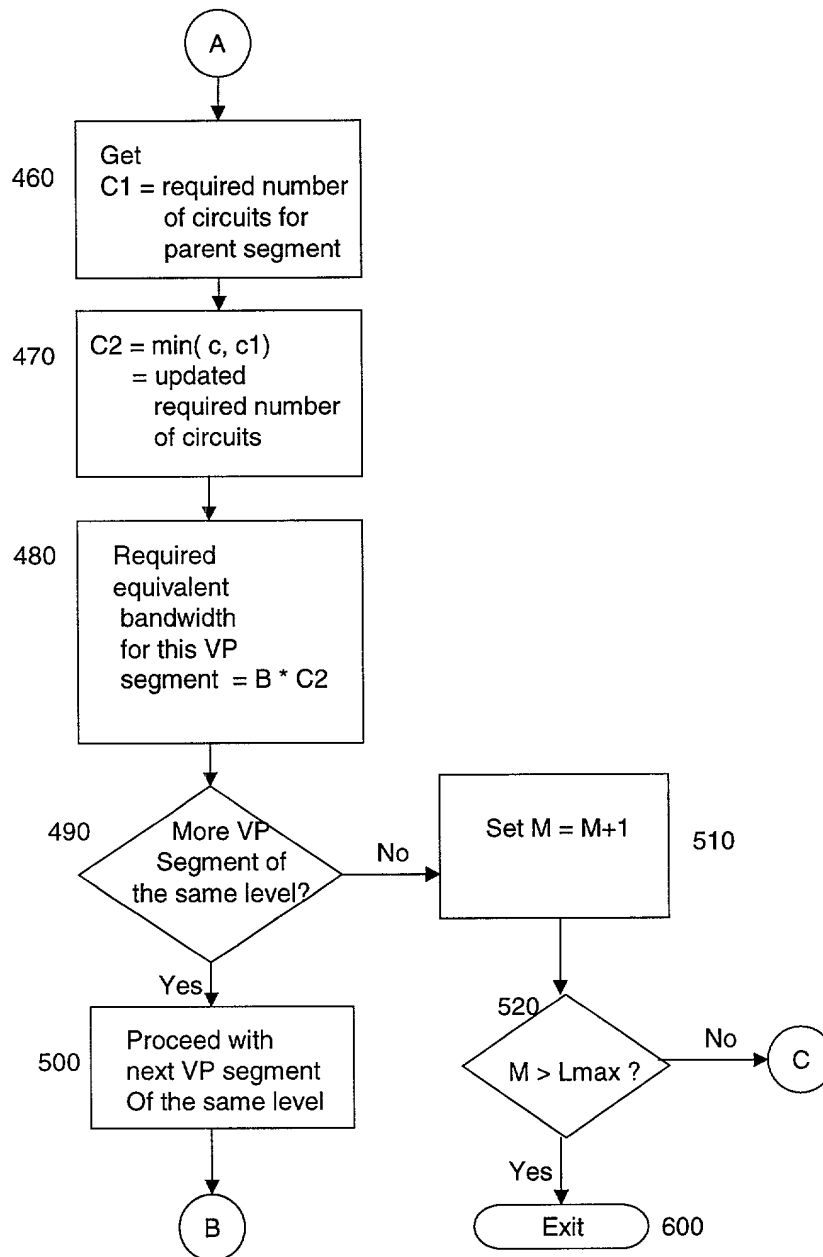 A
460
Get
C1 = required number
of circuits for
parent segment
470
C2 = min( c, c1)
= updated
required number
of circuits
480
Required
equivalent
bandwidth
for this VP
segment = B * C2
490
More VP
Segment of
the same level?
No
Set M = M+1
510
Yes
500
Proceed with
next VP segment
Of the same level
520
M > Lmax ?
No
C
Yes
B
Exit
600